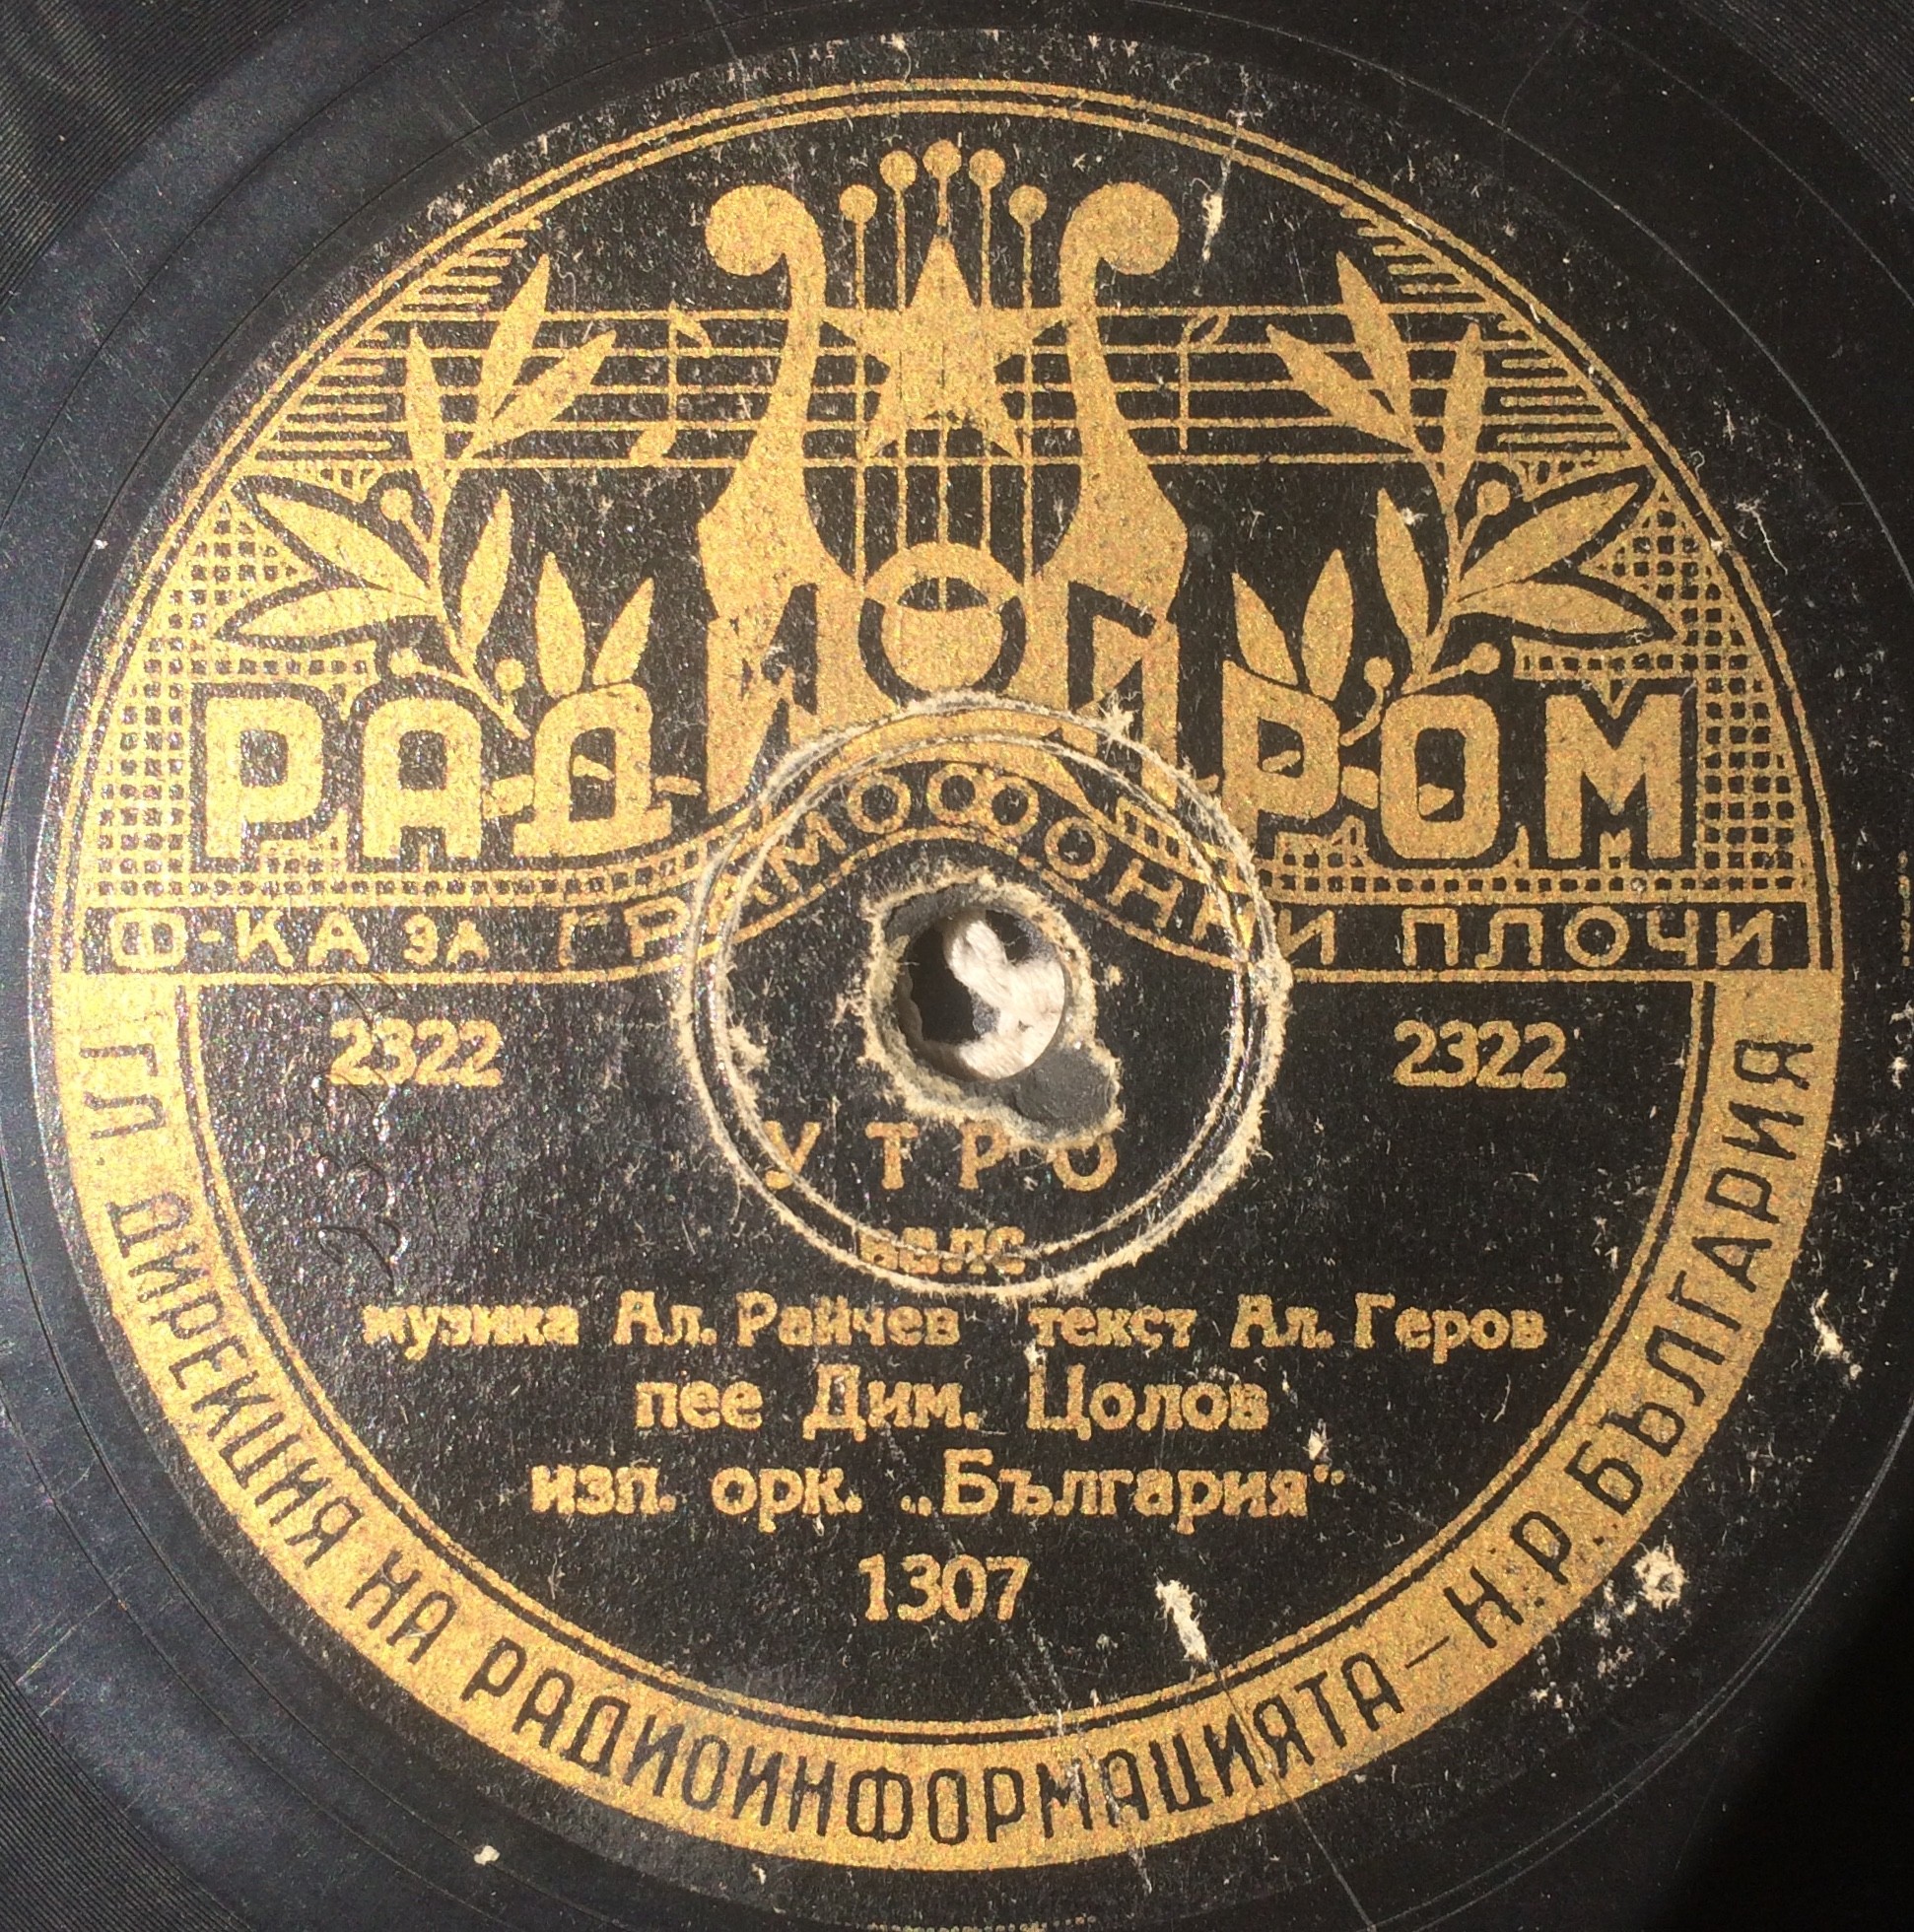 РАДИОПРОМ
Ф-КА ЗА ГРАМОФОННИ ПЛОЧИ
2322 2322
УТРО
валс
музика Ал. Райчев текст Ал. Геров
пее Дим. Цолов
изп. орк. „България“
1307
ГЛ. ДИРЕКЦИЯ НА РАДИОИНФОРМАЦИЯТА – Н.Р. БЪЛГАРИЯ